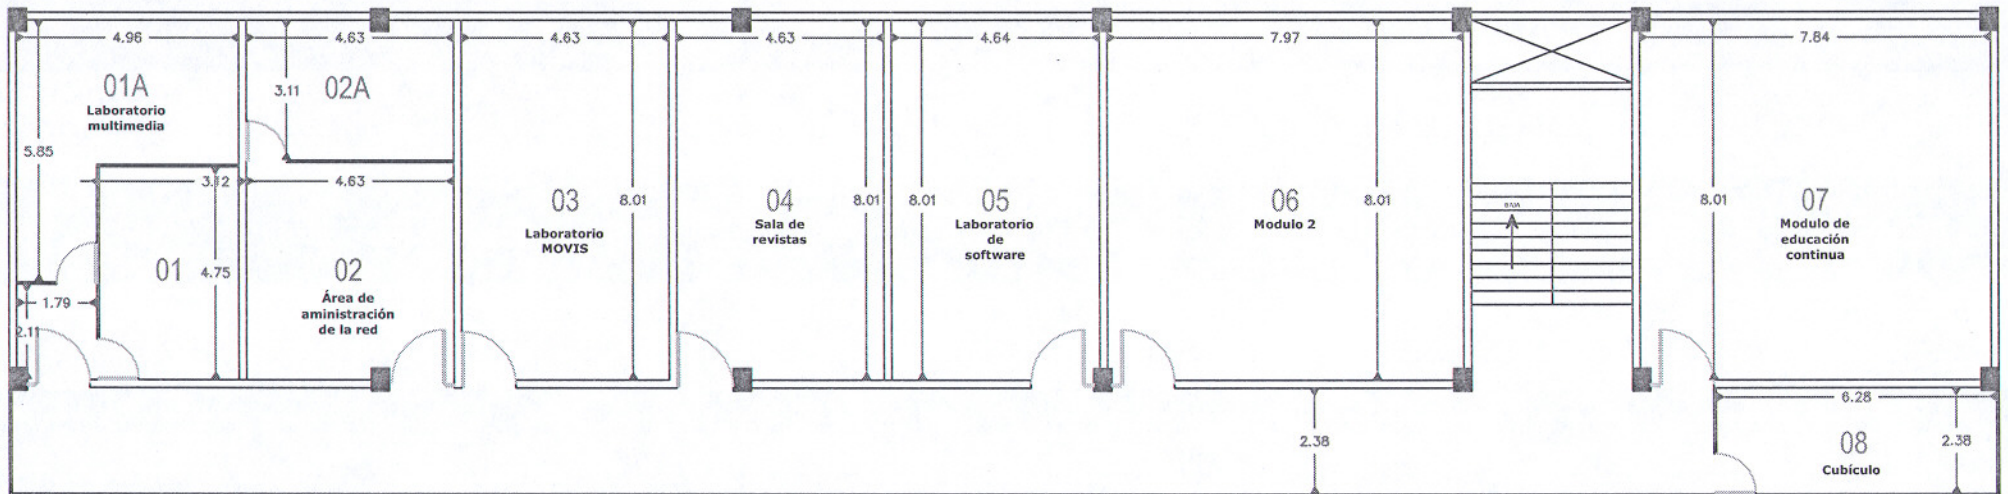 4.96
4.63
4.63
4.63
4.64
7.97
7.84
01A
Laboratorio
multimedia
3.11
02A
5.85
3.12
4.63
03
Laboratorio
MOVIS
8.01
04
Sala de
revistas
8.01
8.01
05
Laboratorio
de
software
06
Modulo 2
8.01
BAJA
8.01
07
Modulo de
educación
continua
01
4.75
02
Área de
aministración
de la red
1.79
2.11
6.28
2.38
08
Cubículo
2.38